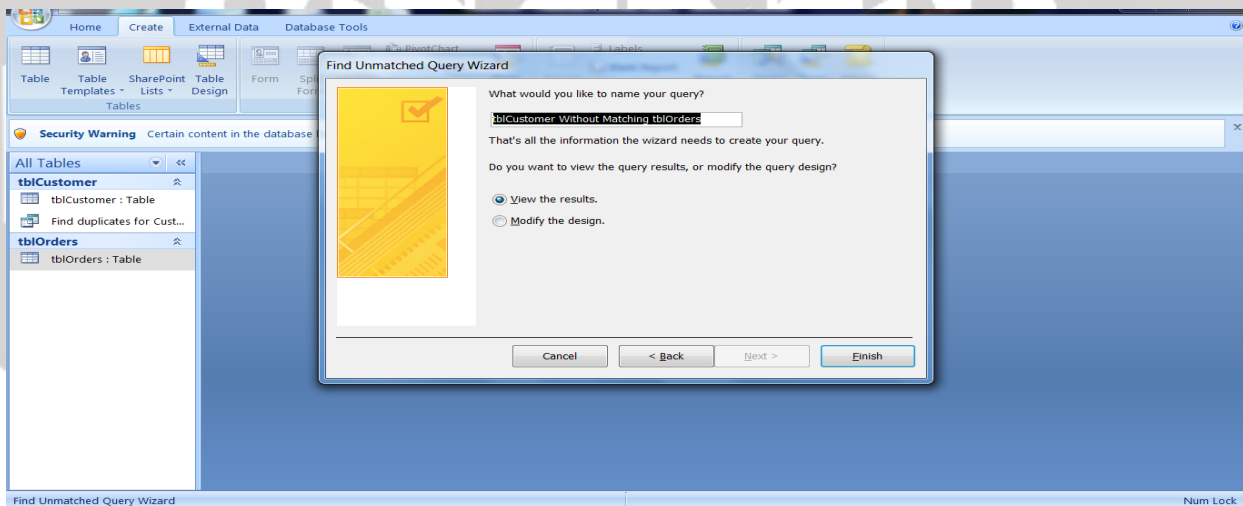 Home Create External Data Database Tools
PivotChart
Labels
Table Table SharePoint Table Form
Templates Lists Design
Tables
Security Warning Certain content in the database
All Tables
tblCustomer
tblCustomer : Table
Find duplicates for Cust...
tblOrders
tblOrders : Table
Find Unmatched Query Wizard
What would you like to name your query?
tblCustomer Without Matching tblOrders
That's all the information the wizard needs to create your query.
Do you want to view the query results, or modify the query design?
View the results.
Modify the design.
Cancel < Back Next > Finish
Find Unmatched Query Wizard Num Lock